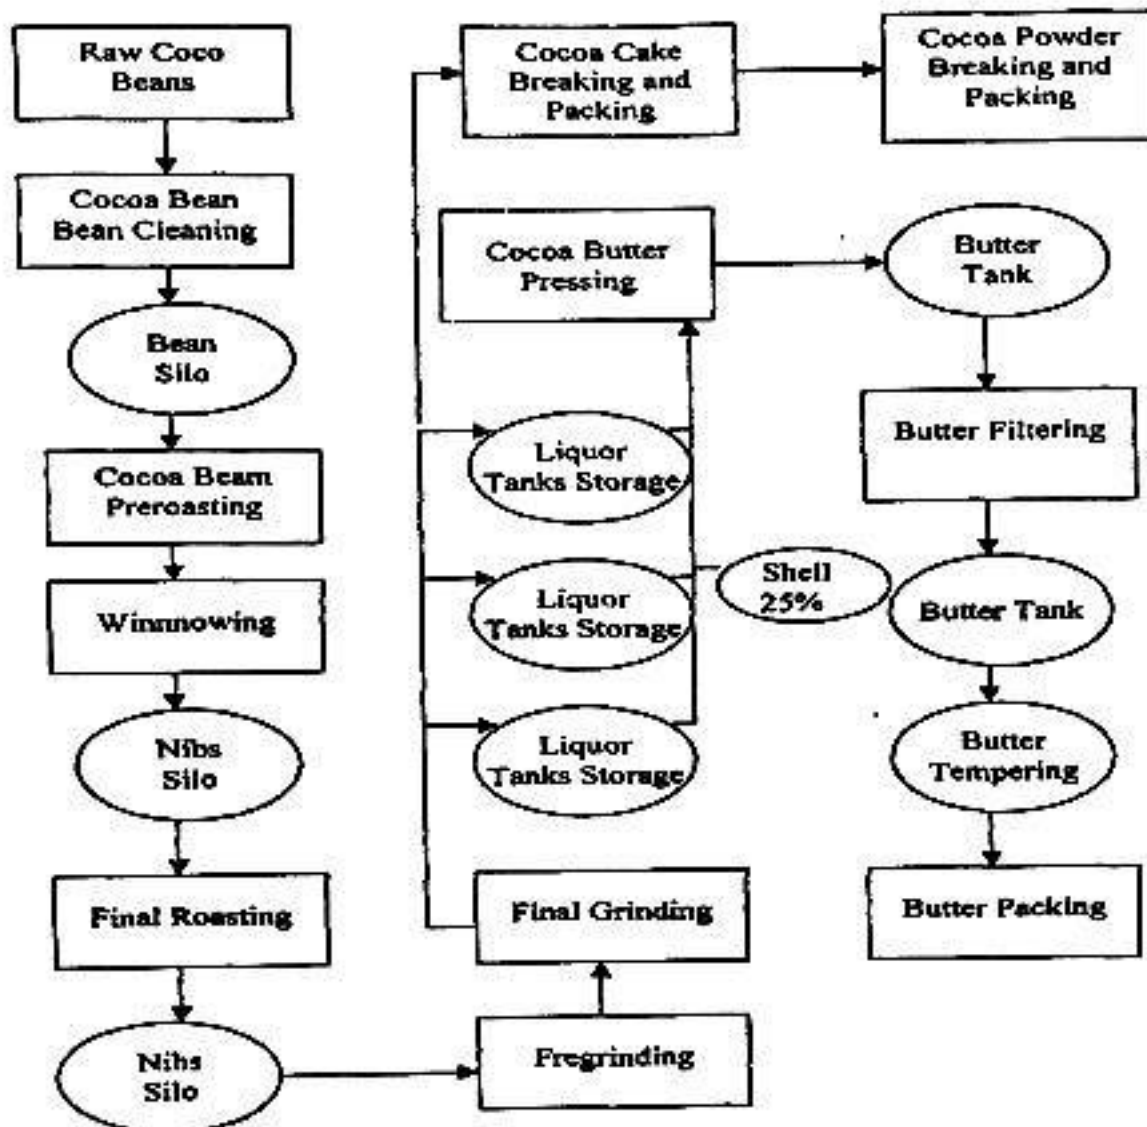 Raw Coco
Beans
Cocoa Bean
Bean Cleaning
Bean
Silo
Cocoa Beam
Preroasting
Winnnowing
Nibs
Silo
Final Roasting
Nibs
Silo
Cocoa Cake
Breaking and
Packing
Cocoa Powder
Breaking and
Packing
Cocoa Butter
Pressing
Butter
Tank
Liquor
Tanks Storage
Butter Filtering
Liquor
Tanks Storage
Shell
25%
Butter Tank
Liquor
Tanks Storage
Butter
Tempering
Final Grinding
Butter Packing
Fregrinding